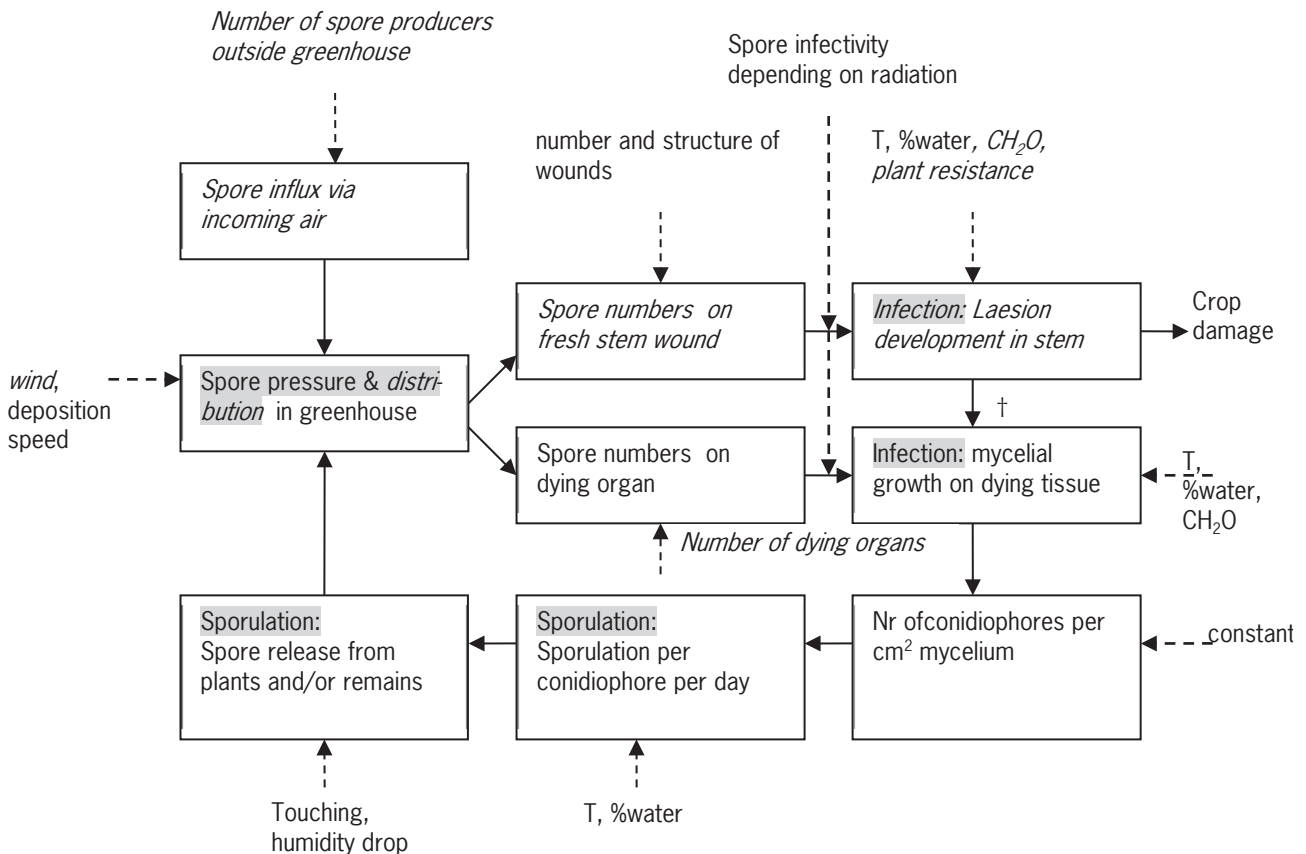 Number of spore producers
outside greenhouse
Spore infectivity
depending on radiation
number and structure of
wounds
T, %water, CH₂O,
plant resistance
Spore influx via
incoming air
Spore numbers on
fresh stem wound
Infection: Laesion
development in stem
Crop
damage
wind,
deposition
speed
Spore pressure & distri-
bution in greenhouse
†
Spore numbers on
dying organ
Infection: mycelial
growth on dying tissue
T,
%water,
CH₂O
Number of dying organs
Sporulation:
Spore release from
plants and/or remains
Sporulation:
Sporulation per
conidiophore per day
Nr ofconidiophores per
cm² mycelium
constant
Touching,
humidity drop
T, %water